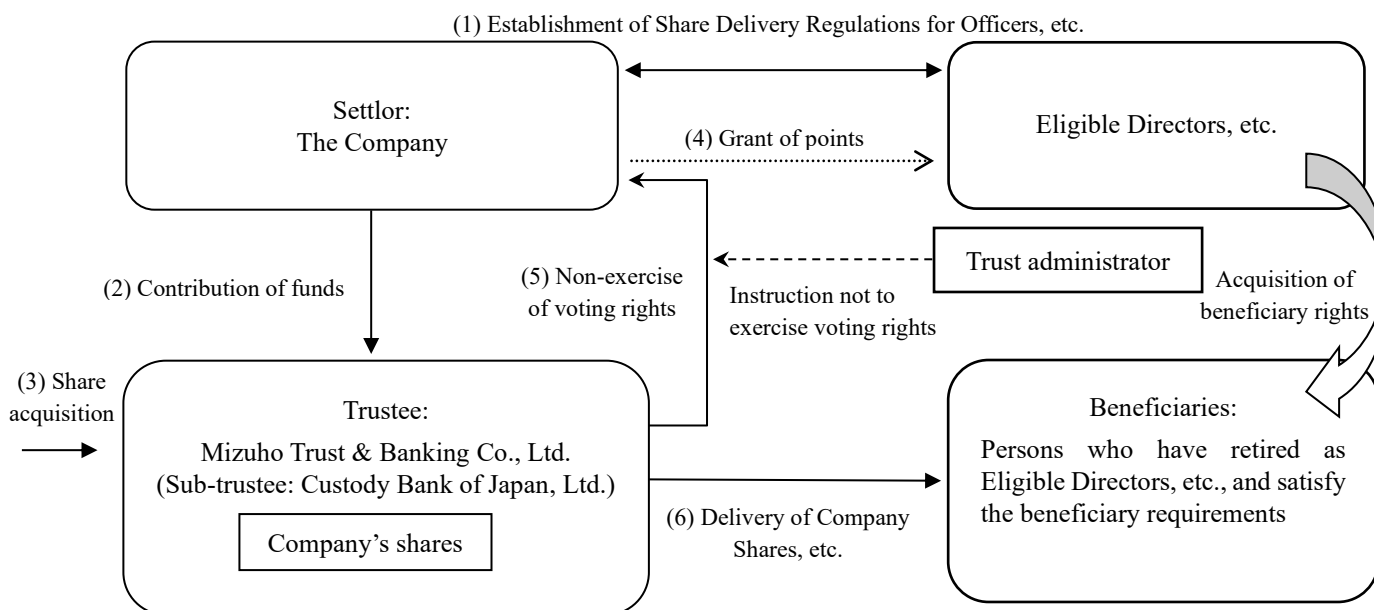 (1) Establishment of Share Delivery Regulations for Officers, etc.
Settlor:
The Company
Eligible Directors, etc.
(4) Grant of points
(2) Contribution of funds
(5) Non-exercise
of voting rights
Trust administrator
Instruction not to
exercise voting rights
Acquisition of
beneficiary rights
(3) Share
acquisition
Trustee:
Mizuho Trust & Banking Co., Ltd.
(Sub-trustee: Custody Bank of Japan, Ltd.)
Company’s shares
(6) Delivery of Company
Shares, etc.
Beneficiaries:
Persons who have retired as
Eligible Directors, etc., and satisfy
the beneficiary requirements